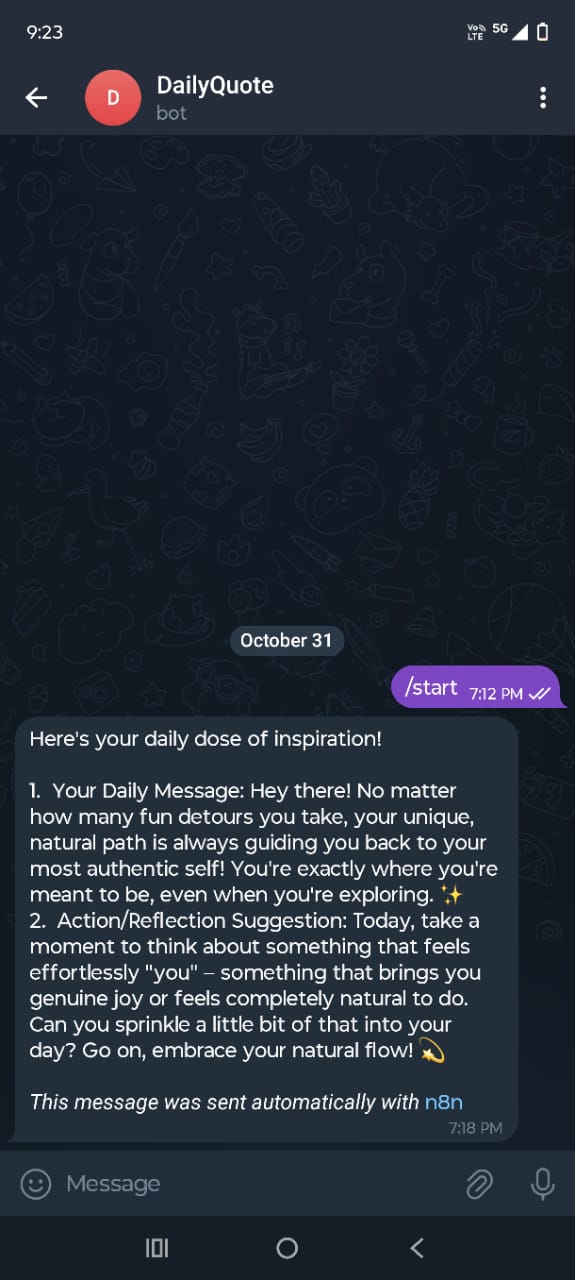 9:23
Vo
LTE
5G
D
DailyQuote
bot
October 31
/start 7:12 PM
Here's your daily dose of inspiration!
1. Your Daily Message: Hey there! No matter
how many fun detours you take, your unique,
natural path is always guiding you back to your
most authentic self! You're exactly where you're
meant to be, even when you're exploring. ✨
2. Action/Reflection Suggestion: Today, take a
moment to think about something that feels
effortlessly "you" – something that brings you
genuine joy or feels completely natural to do.
Can you sprinkle a little bit of that into your
day? Go on, embrace your natural flow! 💫
This message was sent automatically with n8n
7:18 PM
Message